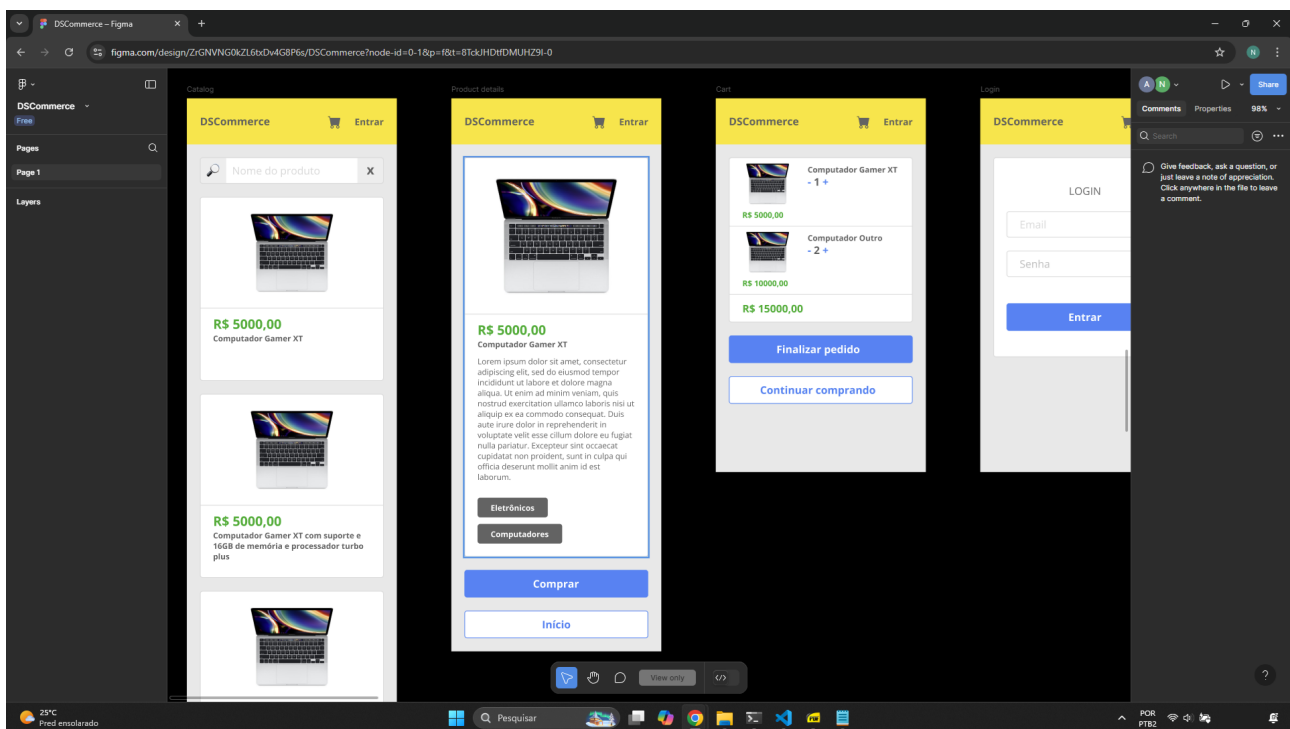 DSCommerce – Figma
figma.com/design/ZrGNVNG0kZL6txDv4G8P6s/DSCommerce?node-id=0-1&p=f&t=8TckJHDtfDMUHZ9I-0
N
DSCommerce
Free
Pages
Page 1
Layers
Catalog
DSCommerce
Entrar
Nome do produto
X
R$ 5000,00
Computador Gamer XT
R$ 5000,00
Computador Gamer XT com suporte e
16GB de memória e processador turbo
plus
Product details
DSCommerce
Entrar
R$ 5000,00
Computador Gamer XT
Lorem ipsum dolor sit amet, consectetur
adipiscing elit, sed do eiusmod tempor
incididunt ut labore et dolore magna
aliqua. Ut enim ad minim veniam, quis
nostrud exercitation ullamco laboris nisi ut
aliquip ex ea commodo consequat. Duis
aute irure dolor in reprehenderit in
voluptate velit esse cillum dolore eu fugiat
nulla pariatur. Excepteur sint occaecat
cupidatat non proident, sunt in culpa qui
officia deserunt mollit anim id est
laborum.
Eletrônicos
Computadores
Comprar
Início
Cart
DSCommerce
Entrar
Computador Gamer XT
- 1 +
R$ 5000,00
Computador Outro
- 2 +
R$ 10000,00
R$ 15000,00
Finalizar pedido
Continuar comprando
Login
DSCommerce
LOGIN
Email
Senha
Entrar
A
N
Share
Comments
Properties
98%
Search
Give feedback, ask a question, or
just leave a note of appreciation.
Click anywhere in the file to leave
a comment.
View only
?
25°C
Pred ensolarado
Pesquisar
POR
PTB2